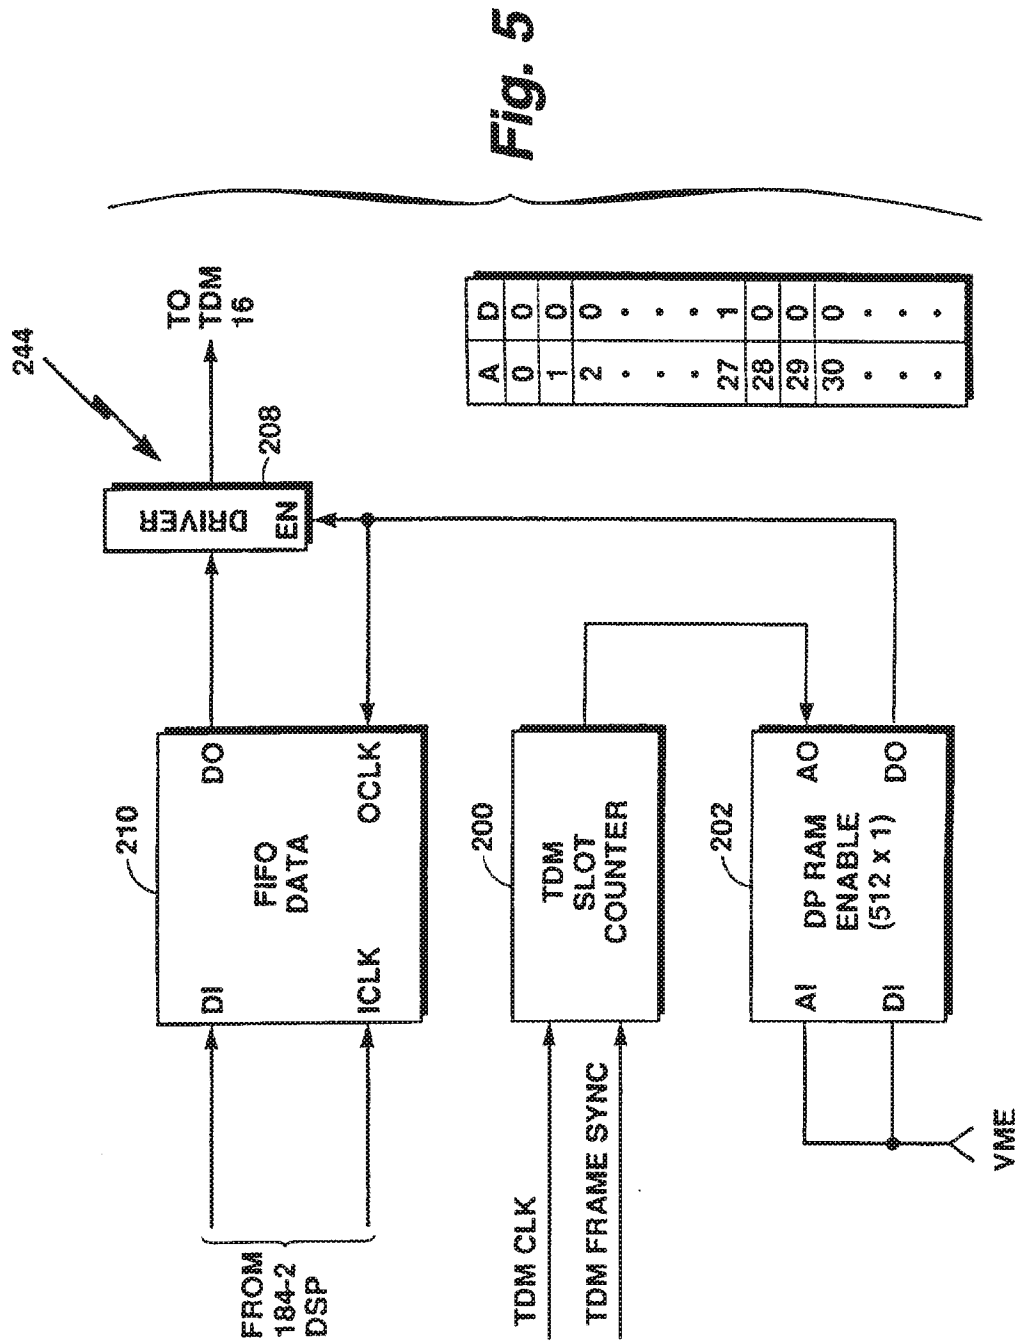 244
TO
TDM
16
DRIVER
EN
208
210
DI
DO
FIFO
DATA
ICLK
OCLK
FROM
184-2
DSP
200
TDM
SLOT
COUNTER
TDM CLK
TDM FRAME SYNC
202
AI
AO
DP RAM
ENABLE
(512 x 1)
DI
DO
VME
A D
0 0
1 0
2 0
. .
. .
. .
27 1
28 0
29 0
30 0
. .
. .
. .
Fig. 5